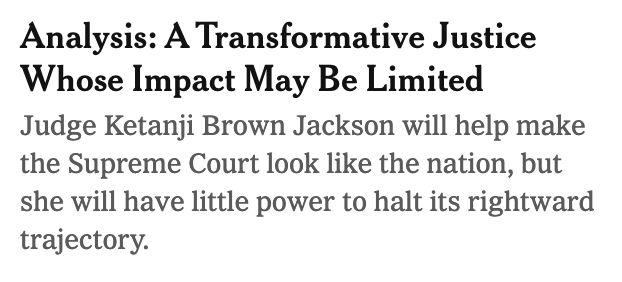 Analysis: A Transformative Justice
Whose Impact May Be Limited
Judge Ketanji Brown Jackson will help make
the Supreme Court look like the nation, but
she will have little power to halt its rightward
trajectory.